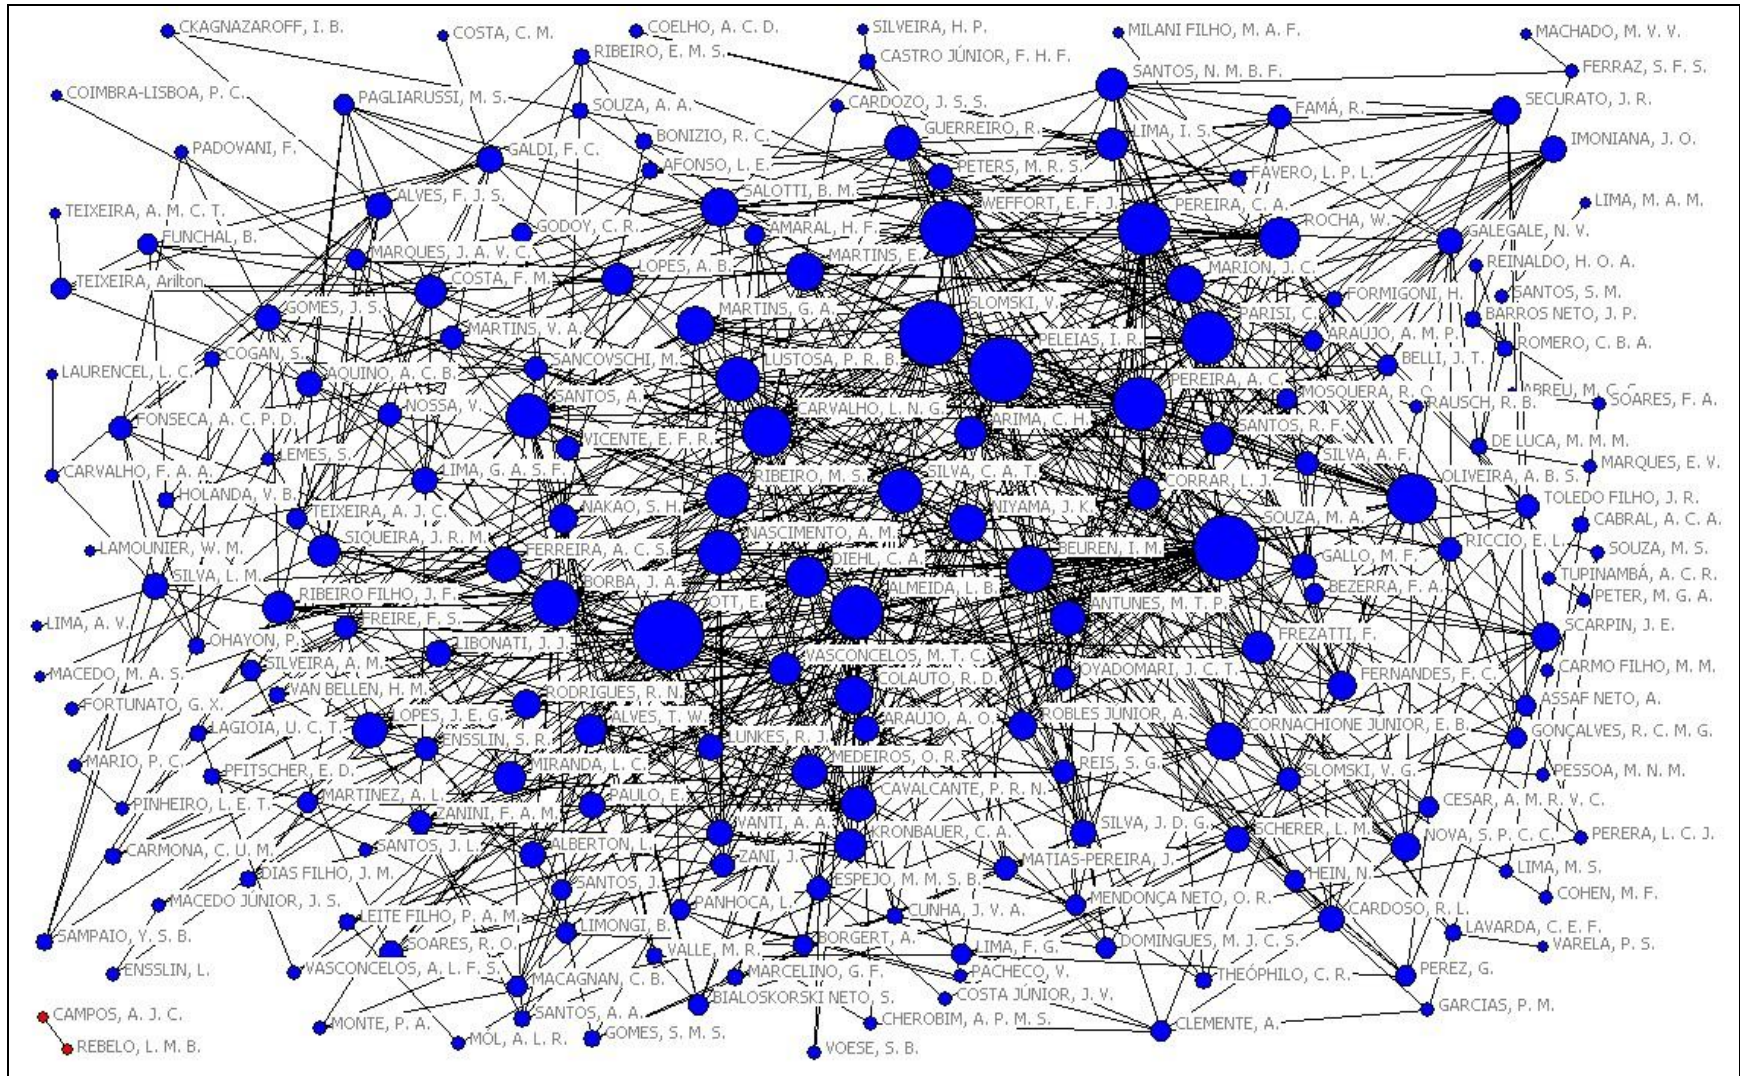 CKAGNAZAROFF, I. B.
COSTA, C. M.
COELHO, A. C. D.
SILVEIRA, H. P.
MILANI FILHO, M. A. F.
MACHADO, M. V. V.
RIBEIRO, E. M. S.
CASTRO JÚNIOR, F. H. F.
SANTOS, N. M. B. F.
FERRAZ, S. F. S.
COIMBRA-LISBOA, P. C.
PAGLIARUSSI, M. S.
SOUZA, A. A.
CARDOZO, J. S. S.
FAMÁ, R.
SECURATO, J. R.
BONIZIO, R. C.
GUERREIRO, R.
LIMA, I. S.
IMONIANA, J. O.
PADOVANI, F.
GALDI, F. C.
AFONSO, L. E.
PETERS, M. R. S.
FAVERO, L. P. L.
ALVES, F. J. S.
SALOTTI, B. M.
WEFFORT, E. F. J.
PEREIRA, C. A.
LIMA, M. A. M.
TEIXEIRA, A. M. C. T.
GODOY, C. R.
AMARAL, H. F.
ROCHA, W.
GALEGALE, N. V.
FUNCHAL, B.
MARQUES, J. A. V. C.
MARTINS, E.
REINALDO, H. O. A.
TEIXEIRA, Arilton
COSTA, F. M.
LOPES, A. B.
MARION, J. C.
FORMIGONI, H.
SANTOS, S. M.
GOMES, J. S.
MARTINS, G. A.
SLOMSKI, V.
PARISI, C.
BARROS NETO, J. P.
MARTINS, V. A.
PELEIAS, I. R.
ARAÚJO, A. M. P.
ROMERO, C. B. A.
COGAN, S.
SANCOVSCHI, M.
LUSTOSA, P. R. B.
BELLI, J. T.
LAURENCEL, L. C.
AQUINO, A. C. B.
PEREIRA, A. C.
MOSQUERA, R. O.
ABREU, M. C. S.
SOARES, F. A.
NOSSA, V.
SANTOS, A.
CARVALHO, L. N. G.
RAUSCH, R. B.
FONSECA, A. C. P. D.
VICENTE, E. F. R.
ARIMA, C. H.
SANTOS, R. F.
DE LUCA, M. M. M.
LEMES, S.
SILVA, A. F.
MARQUES, E. V.
CARVALHO, F. A. A.
LIMA, G. A. S. F.
RIBEIRO, M. S.
SILVA, C. A. T.
CORRAR, L. J.
OLIVEIRA, A. B. S.
HOLANDA, V. B.
NAKAO, S. H.
NIYAMA, J. K.
SOUZA, M. A.
TOLEDO FILHO, J. R.
TEIXEIRA, A. J. C.
NASCIMENTO, A. M.
CABRAL, A. C. A.
LAMOUNIER, W. M.
SIQUEIRA, J. R. M.
FERREIRA, A. C. S.
DIEHL, C. A.
BEUREN, I. M.
GALLO, M. F.
RICCIO, E. L.
SOUZA, M. S.
SILVA, L. M.
BORBA, J. A.
ALMEIDA, L. B.
BEZERRA, F. A.
TUPINAMBÁ, A. C. R.
RIBEIRO FILHO, J. F.
OTT, E.
ANTUNES, M. T. P.
PETER, M. G. A.
LIMA, A. V.
FREIRE, F. S.
FREZATTI, F.
SCARPIN, J. E.
OHAYON, P.
LIBONATI, J. J.
VASCONCELOS, M. T. C.
OYADOMARI, J. C. T.
CARMO FILHO, M. M.
MACEDO, M. A. S.
SILVEIRA, A. M.
COLAUTO, R. D.
FERNANDES, F. C.
VAN BELLEN, H. M.
RODRIGUES, R. N.
ASSAF NETO, A.
FORTUNATO, G. X.
LOPES, J. E. G.
ALVES, T. W.
ARAÚJO, A. O.
ROBLES JÚNIOR, A.
CORNACHIONE JÚNIOR, E. B.
GONÇALVES, R. C. M. G.
LAGIOIA, U. C. T.
ENSSLIN, S. R.
LUNKES, R. J.
MARIO, P. C.
PFITSCHER, E. D.
MIRANDA, L. C.
MEDEIROS, O. R.
REIS, S. G.
SLOMSKI, V. G.
PESSOA, M. N. M.
PINHEIRO, L. E. T.
MARTINEZ, A. L.
PAULO, E.
CAVALCANTE, P. R. N.
CESAR, A. M. R. V. C.
ZANINI, F. A. M.
VANTI, A. A.
KRONBAUER, C. A.
SILVA, J. D. G.
SCHERER, L. M.
NOVA, S. P. C. C.
PERERA, L. C. J.
CARMONA, C. U. M.
SANTOS, J. L.
ALBERTON, L.
ZANI, J.
MATIAS-PEREIRA, J.
LIMA, M. S.
DIAS FILHO, J. M.
SANTOS, J.
ESPEJO, M. M. S. B.
HEIN, N.
COHEN, M. F.
MACEDO JÚNIOR, J. S.
PANHOCA, L.
CUNHA, J. V. A.
MENDONÇA NETO, O. R.
CARDOSO, R. L.
SAMPAIO, Y. S. B.
LEITE FILHO, P. A. M.
LIMONGI, B.
LAVARDA, C. E. F.
SOARES, R. O.
VALLE, M. R.
BORGERT, A.
LIMA, F. G.
DOMINGUES, M. J. C. S.
VARELA, P. S.
ENSSLIN, L.
VASCONCELOS, A. L. F. S.
MACAGNAN, C. B.
MARCELINO, G. F.
PACHECO, V.
THEÓPHILO, C. R.
PEREZ, G.
BIALOSKORSKI NETO, S.
COSTA JÚNIOR, J. V.
GARCIAS, P. M.
CAMPOS, A. J. C.
MONTE, P. A.
SANTOS, A. A.
CHEROBIM, A. P. M. S.
CLEMENTE, A.
REBELO, L. M. B.
MÓL, A. L. R.
GOMES, S. M. S.
VOESE, S. B.